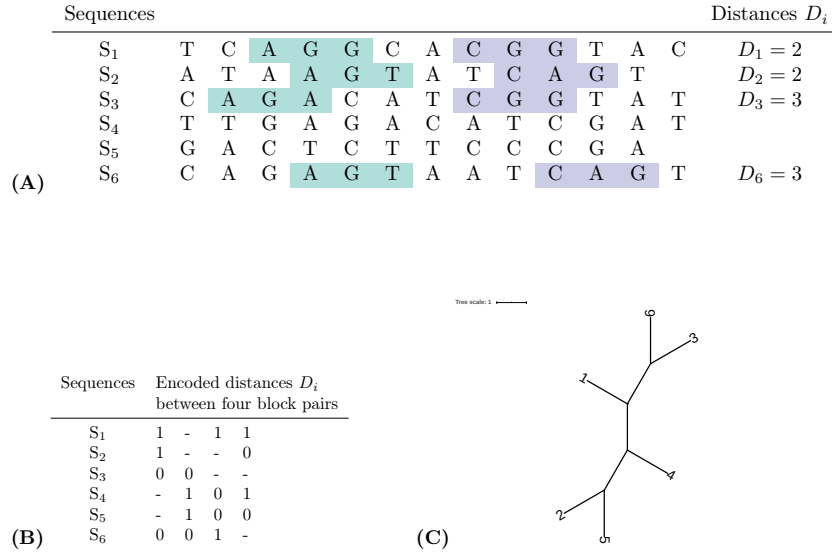 Sequences Distances Dᵢ
S₁ T C A G G C A C G G T A C D₁ = 2
S₂ A T A A G T A T C A G T D₂ = 2
S₃ C A G A C A T C G G T A T D₃ = 3
S₄ T T G A G A C A T C G A T
S₅ G A C T C T T C C C G A
S₆ C A G A G T A A T C A G T D₆ = 3
(A)
Sequences Encoded distances Dᵢ
between four block pairs
S₁ 1 - 1 1
S₂ 1 - - 0
S₃ 0 0 - -
S₄ - 1 0 1
S₅ - 1 0 0
S₆ 0 0 1 -
(B)
Tree scale: 1
6
3
1
4
2
5
(C)